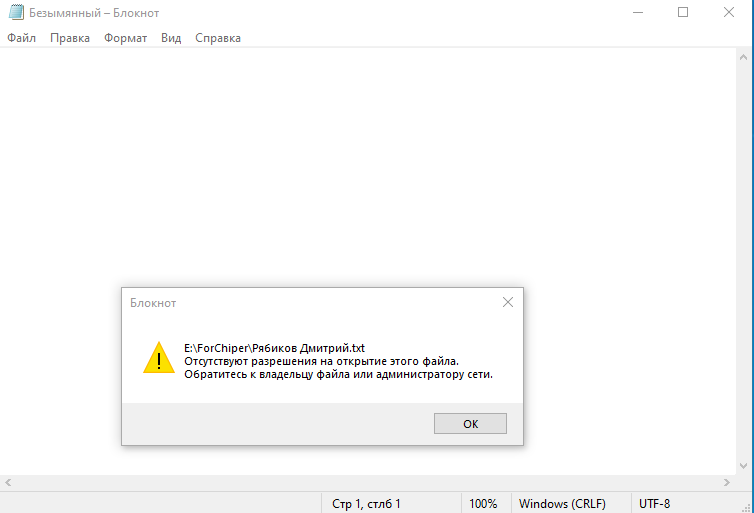 Безымянный – Блокнот
Файл Правка Формат Вид Справка
Блокнот
E:\ForChiper\Рябиков Дмитрий.txt
Отсутствуют разрешения на открытие этого файла.
Обратитесь к владельцу файла или администратору сети.
ОК
Стр 1, стлб 1 100% Windows (CRLF) UTF-8